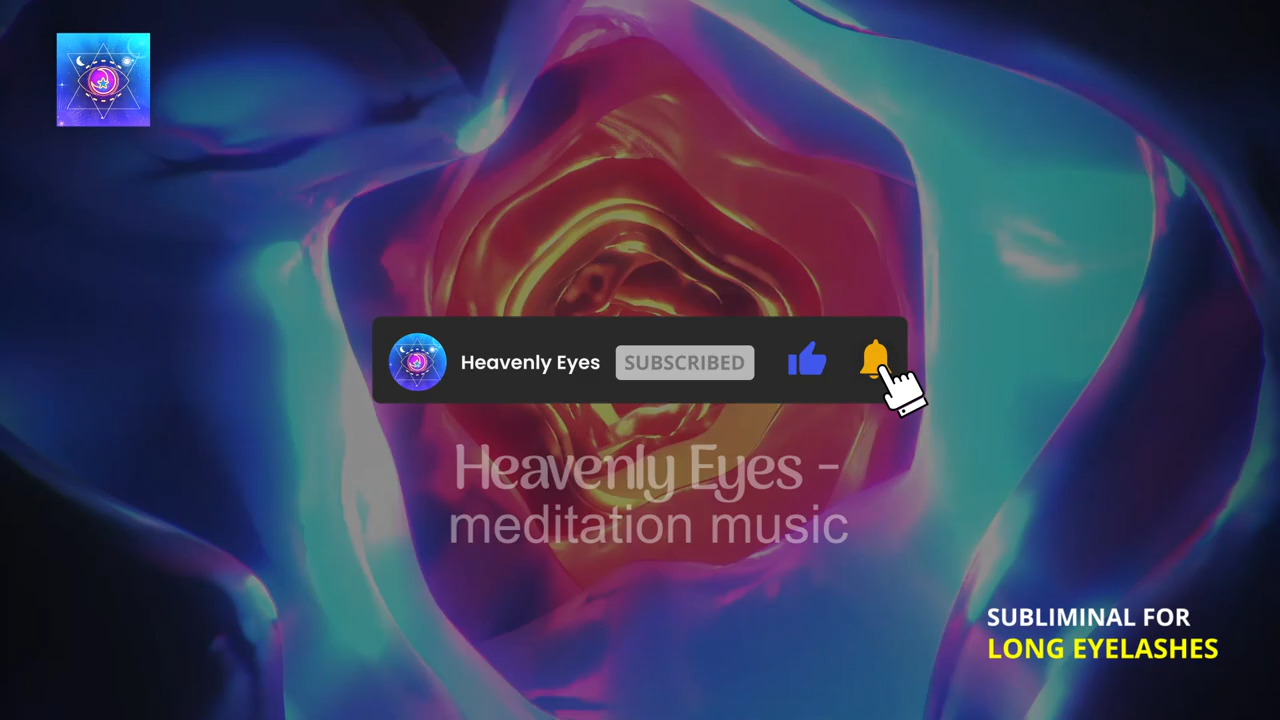 Heavenly Eyes SUBSCRIBED
Heavenly Eyes -
meditation music
SUBLIMINAL FOR
LONG EYELASHES